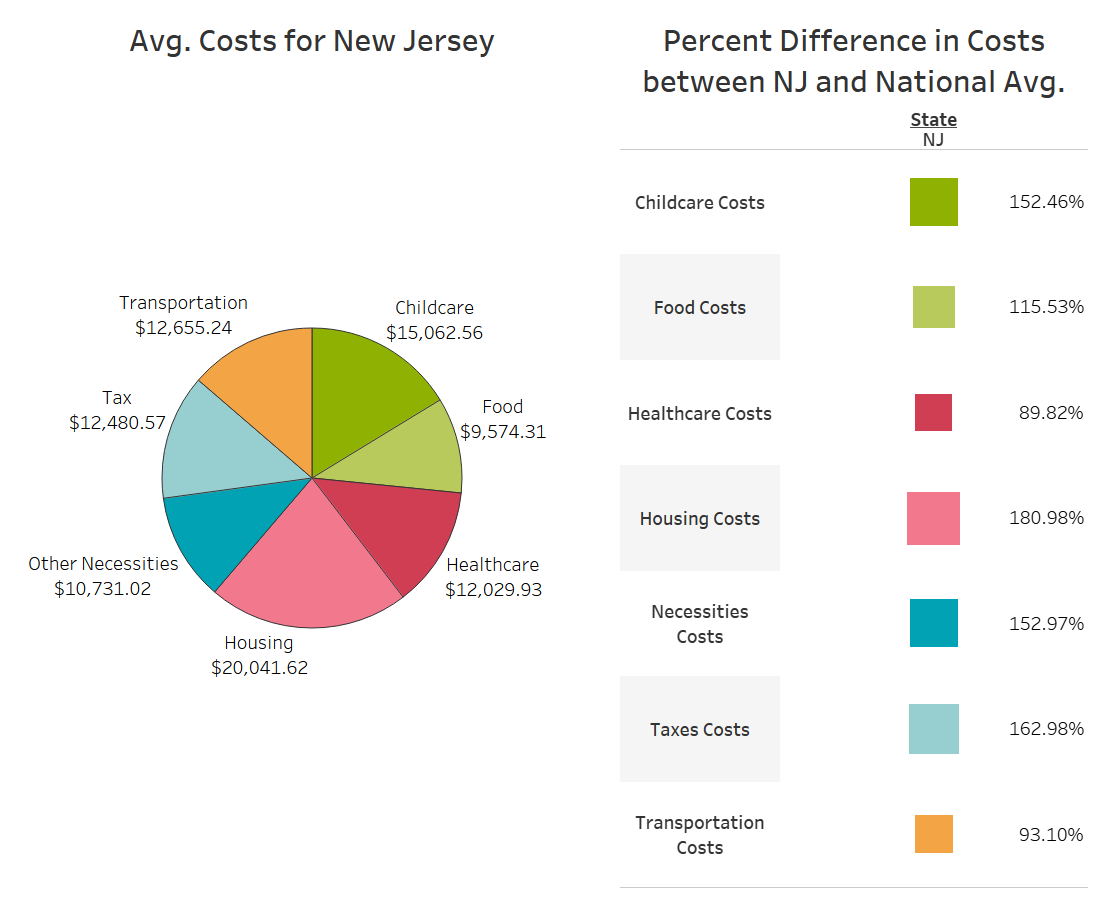 Avg. Costs for New Jersey
Transportation
$12,655.24
Childcare
$15,062.56
Tax
$12,480.57
Food
$9,574.31
Other Necessities
$10,731.02
Healthcare
$12,029.93
Housing
$20,041.62
Percent Difference in Costs
between NJ and National Avg.
State
NJ
Childcare Costs 152.46%
Food Costs 115.53%
Healthcare Costs 89.82%
Housing Costs 180.98%
Necessities
Costs 152.97%
Taxes Costs 162.98%
Transportation
Costs 93.10%